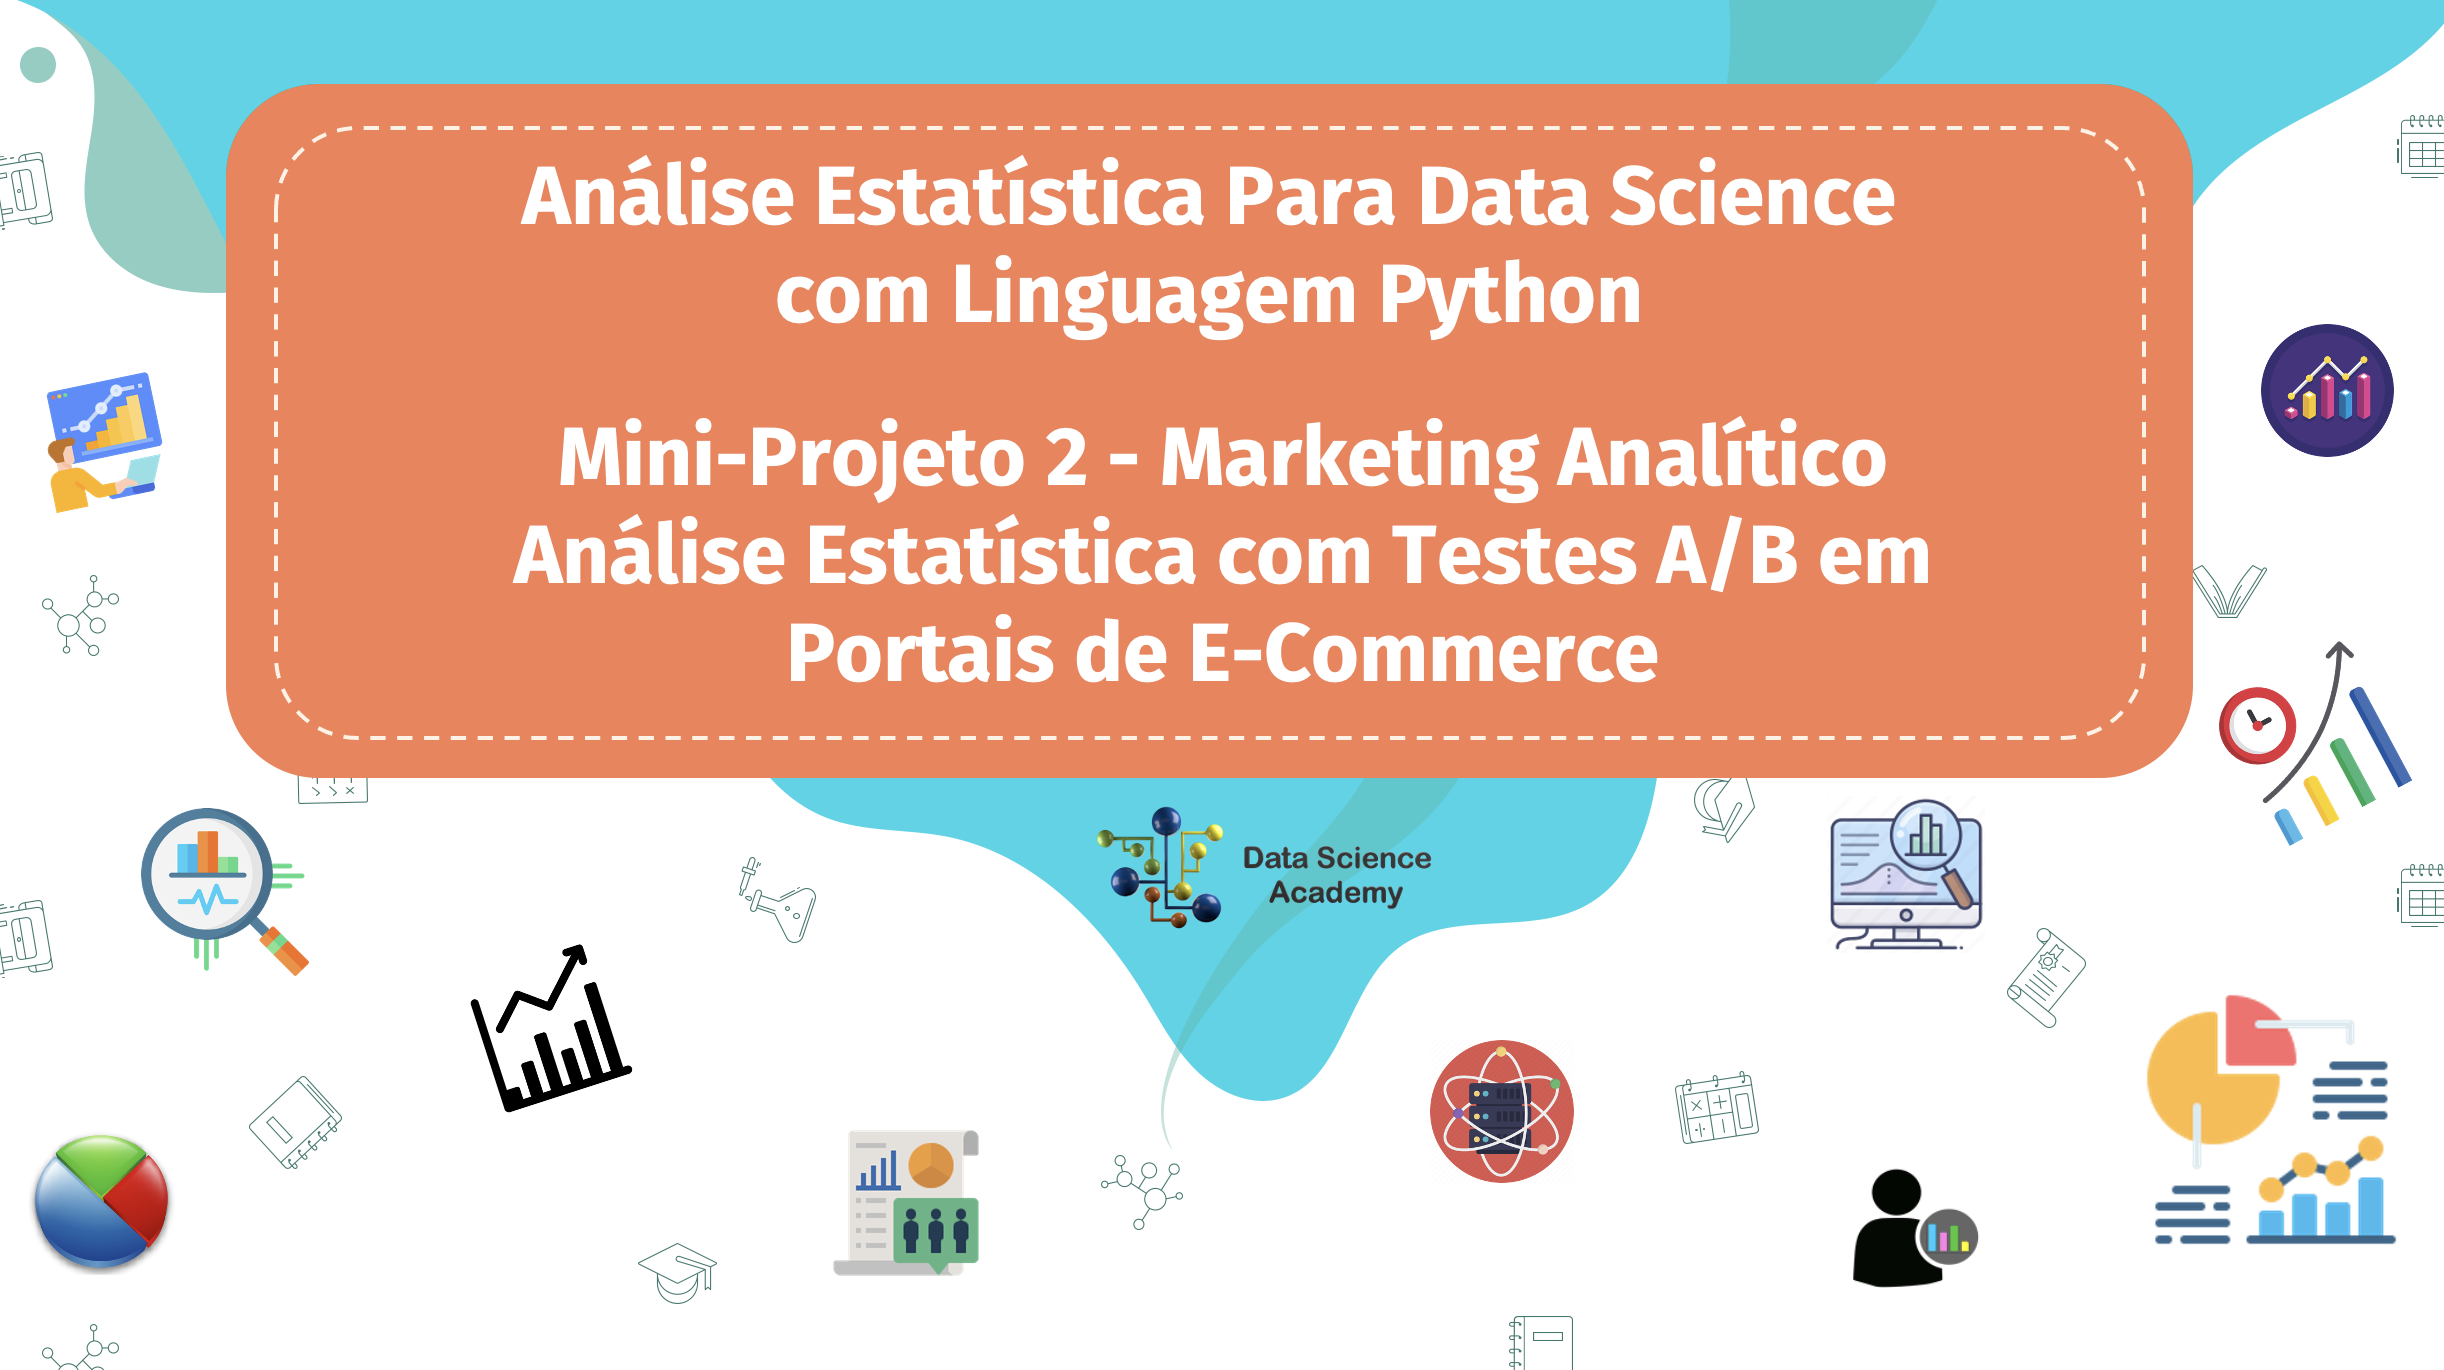 Análise Estatística Para Data Science
com Linguagem Python
Mini-Projeto 2 - Marketing Analítico
Análise Estatística com Testes A/B em
Portais de E-Commerce
Data Science
Academy